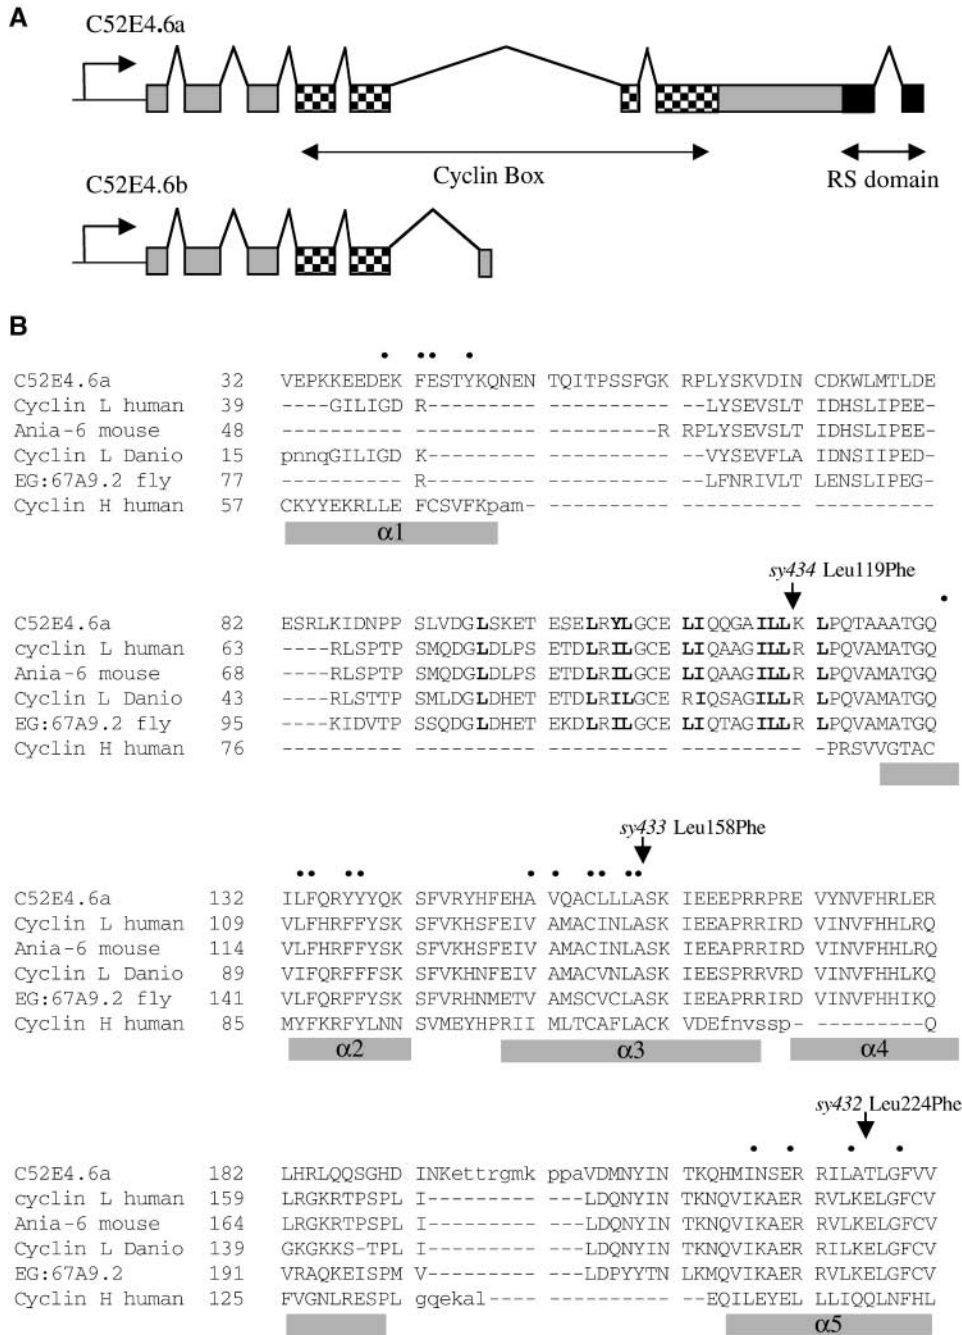 A
C52E4.6a
Cyclin Box
RS domain
C52E4.6b
B
C52E4.6a 32 VEPKKEEDEK FESTYKQNEN TQITPSSFGK RPLYSKVDIN CDKWLMTLDE
Cyclin L human 39 ----GILIGD R--------- ---------- --LYSEVSLT IDHSLIPEE-
Ania-6 mouse 48 ---------- ---------- ---------R RPLYSEVSLT IDHSLIPEE-
Cyclin L Danio 15 pnnqGILIGD K--------- ---------- --VYSEVFLA IDNSIIPED-
EG:67A9.2 fly 77 ---------- R--------- ---------- --LFNRIVLT LENSLIPEG-
Cyclin H human 57 CKYYEKRLLE FCSVFKpam- ---------- ---------- ----------
α1
sy434 Leu119Phe
C52E4.6a 82 ESRLKIDNPP SLVDGLSKET ESELRYLGCE LIQQGAILLK LPQTAAATGQ
cyclin L human 63 ----RLSPTP SMQDGLDLPS ETDLRILGCE LIQAAGILLR LPQVAMATGQ
Ania-6 mouse 68 ----RLSPTP SMQDGLDLPS ETDLRILGCE LIQAAGILLR LPQVAMATGQ
Cyclin L Danio 43 ----RLSTTP SMLDGLDHET ETDLRILGCE RIQSAGILLR LPQVAMATGQ
EG:67A9.2 fly 95 ----KIDVTP SSQDGLDHET EKDLRILGCE LIQTAGILLR LPQVAMATGQ
Cyclin H human 76 ---------- ---------- ---------- ---------- -PRSVVGTAC
sy433 Leu158Phe
C52E4.6a 132 ILFQRYYYQK SFVRYHFEHA VQACLLLASK IEEEPRRPRE VYNVFHRLER
Cyclin L human 109 VLFHRFFYSK SFVKHSFEIV AMACINLASK IEEAPRRIRD VINVFHHLRQ
Ania-6 mouse 114 VLFHRFFYSK SFVKHSFEIV AMACINLASK IEEAPRRIRD VINVFHHLRQ
Cyclin L Danio 89 VIFQRFFFSK SFVKHNFEIV AMACVNLASK IEESPRRVRD VINVFHHLKQ
EG:67A9.2 fly 141 VLFQRFFYSK SFVRHNMETV AMSCVCLASK IEEAPRRIRD VINVFHHIKQ
Cyclin H human 85 MYFKRFYLNN SVMEYHPRII MLTCAFLACK VDEfnvssp- ---------Q
α2 α3 α4
sy432 Leu224Phe
C52E4.6a 182 LHRLQQSGHD INKettrgmk ppaVDMNYIN TKQHMINSER RILATLGFVV
cyclin L human 159 LRGKRTPSPL I--------- ---LDQNYIN TKNQVIKAER RVLKELGFCV
Ania-6 mouse 164 LRGKRTPSPL I--------- ---LDQNYIN TKNQVIKAER RVLKELGFCV
Cyclin L Danio 139 GKGKKS-TPL I--------- ---LDQNYIN TKNQVIKAER RILKELGFCV
EG:67A9.2 191 VRAQKEISPM V--------- ---LDPYYTN LKMQVIKAER RVLKELGFCV
Cyclin H human 125 FVGNLRESPL gqekal---- ---------- --EQILEYEL LLIQQLNFHL
α5